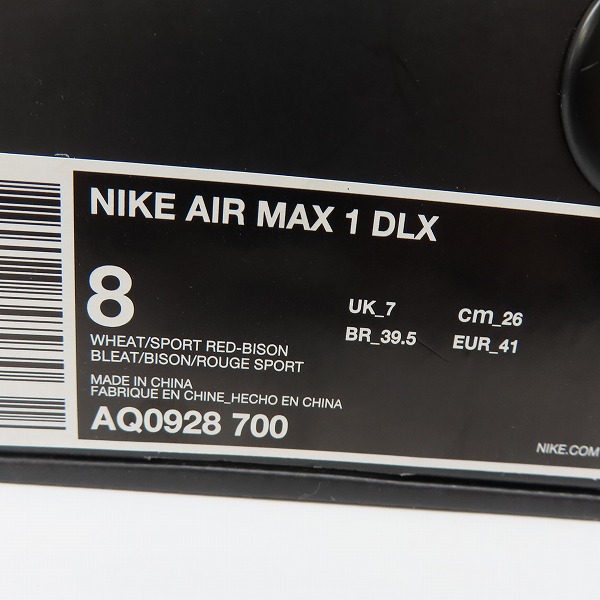 NIKE AIR MAX 1 DLX
8
UK_7 cm_26
BR_39.5 EUR_41
WHEAT/SPORT RED-BISON
BLEAT/BISON/ROUGE SPORT
MADE IN CHINA
FABRIQUE EN CHINE_HECHO EN CHINA
AQ0928 700
NIKE.COM